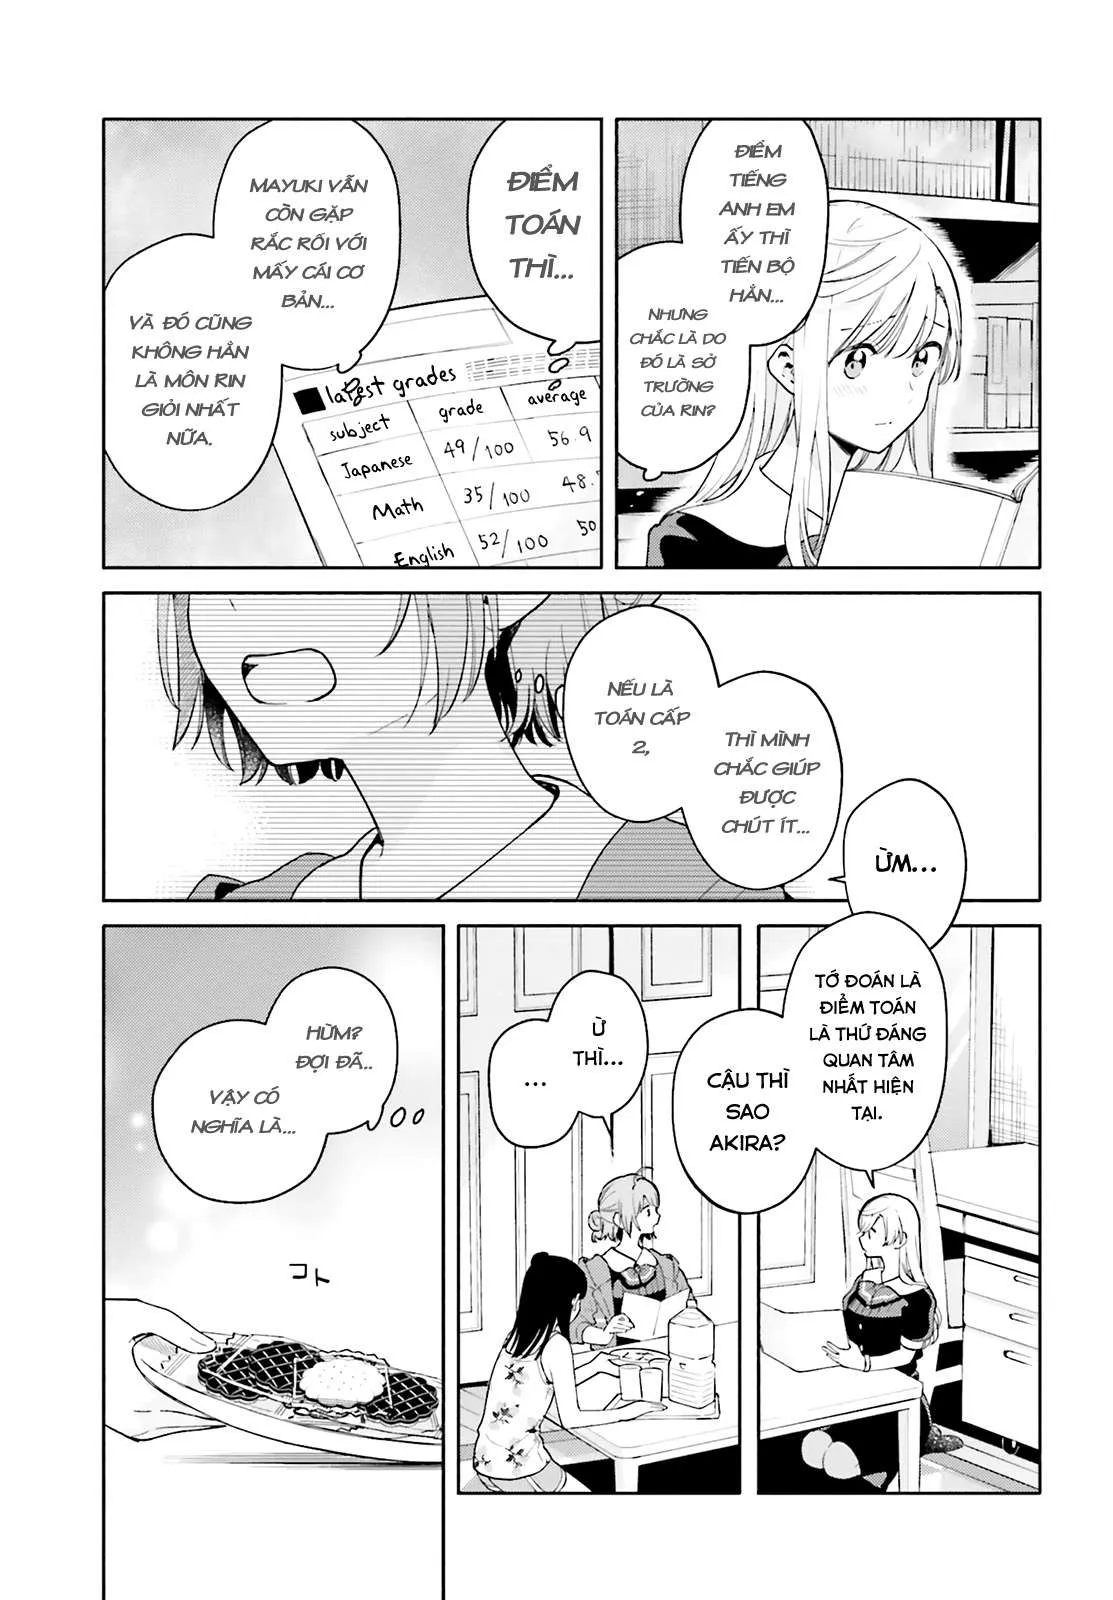 ĐIỂM
TIẾNG
ANH EM
ẤY THÌ
TIẾN BỘ
HẲN...
NHƯNG
CHẮC LÀ DO
ĐÓ LÀ SỞ
TRƯỜNG
CỦA RIN?
ĐIỂM
TOÁN
THÌ...
MAYUKI VẪN
CÒN GẶP
RẮC RỐI VỚI
MẤY CÁI CƠ
BẢN...
VÀ ĐÓ CŨNG
KHÔNG HẲN
LÀ MÔN RIN
GIỎI NHẤT
NỮA.
latest grades
subject grade average
Japanese 49/100 56.9
Math 35/100 48.
English 52/100 50
NẾU LÀ
TOÁN CẤP
2,
THÌ MÌNH
CHẮC GIÚP
ĐƯỢC
CHÚT ÍT...
ỪM...
TỚ ĐOÁN LÀ
ĐIỂM TOÁN
LÀ THỨ ĐÁNG
QUAN TÂM
NHẤT HIỆN
TẠI.
CẬU THÌ
SAO
AKIRA?
Ừ
THÌ...
...
HỪM?
ĐỢI ĐÃ..
VẬY CÓ
NGHĨA LÀ...
コト